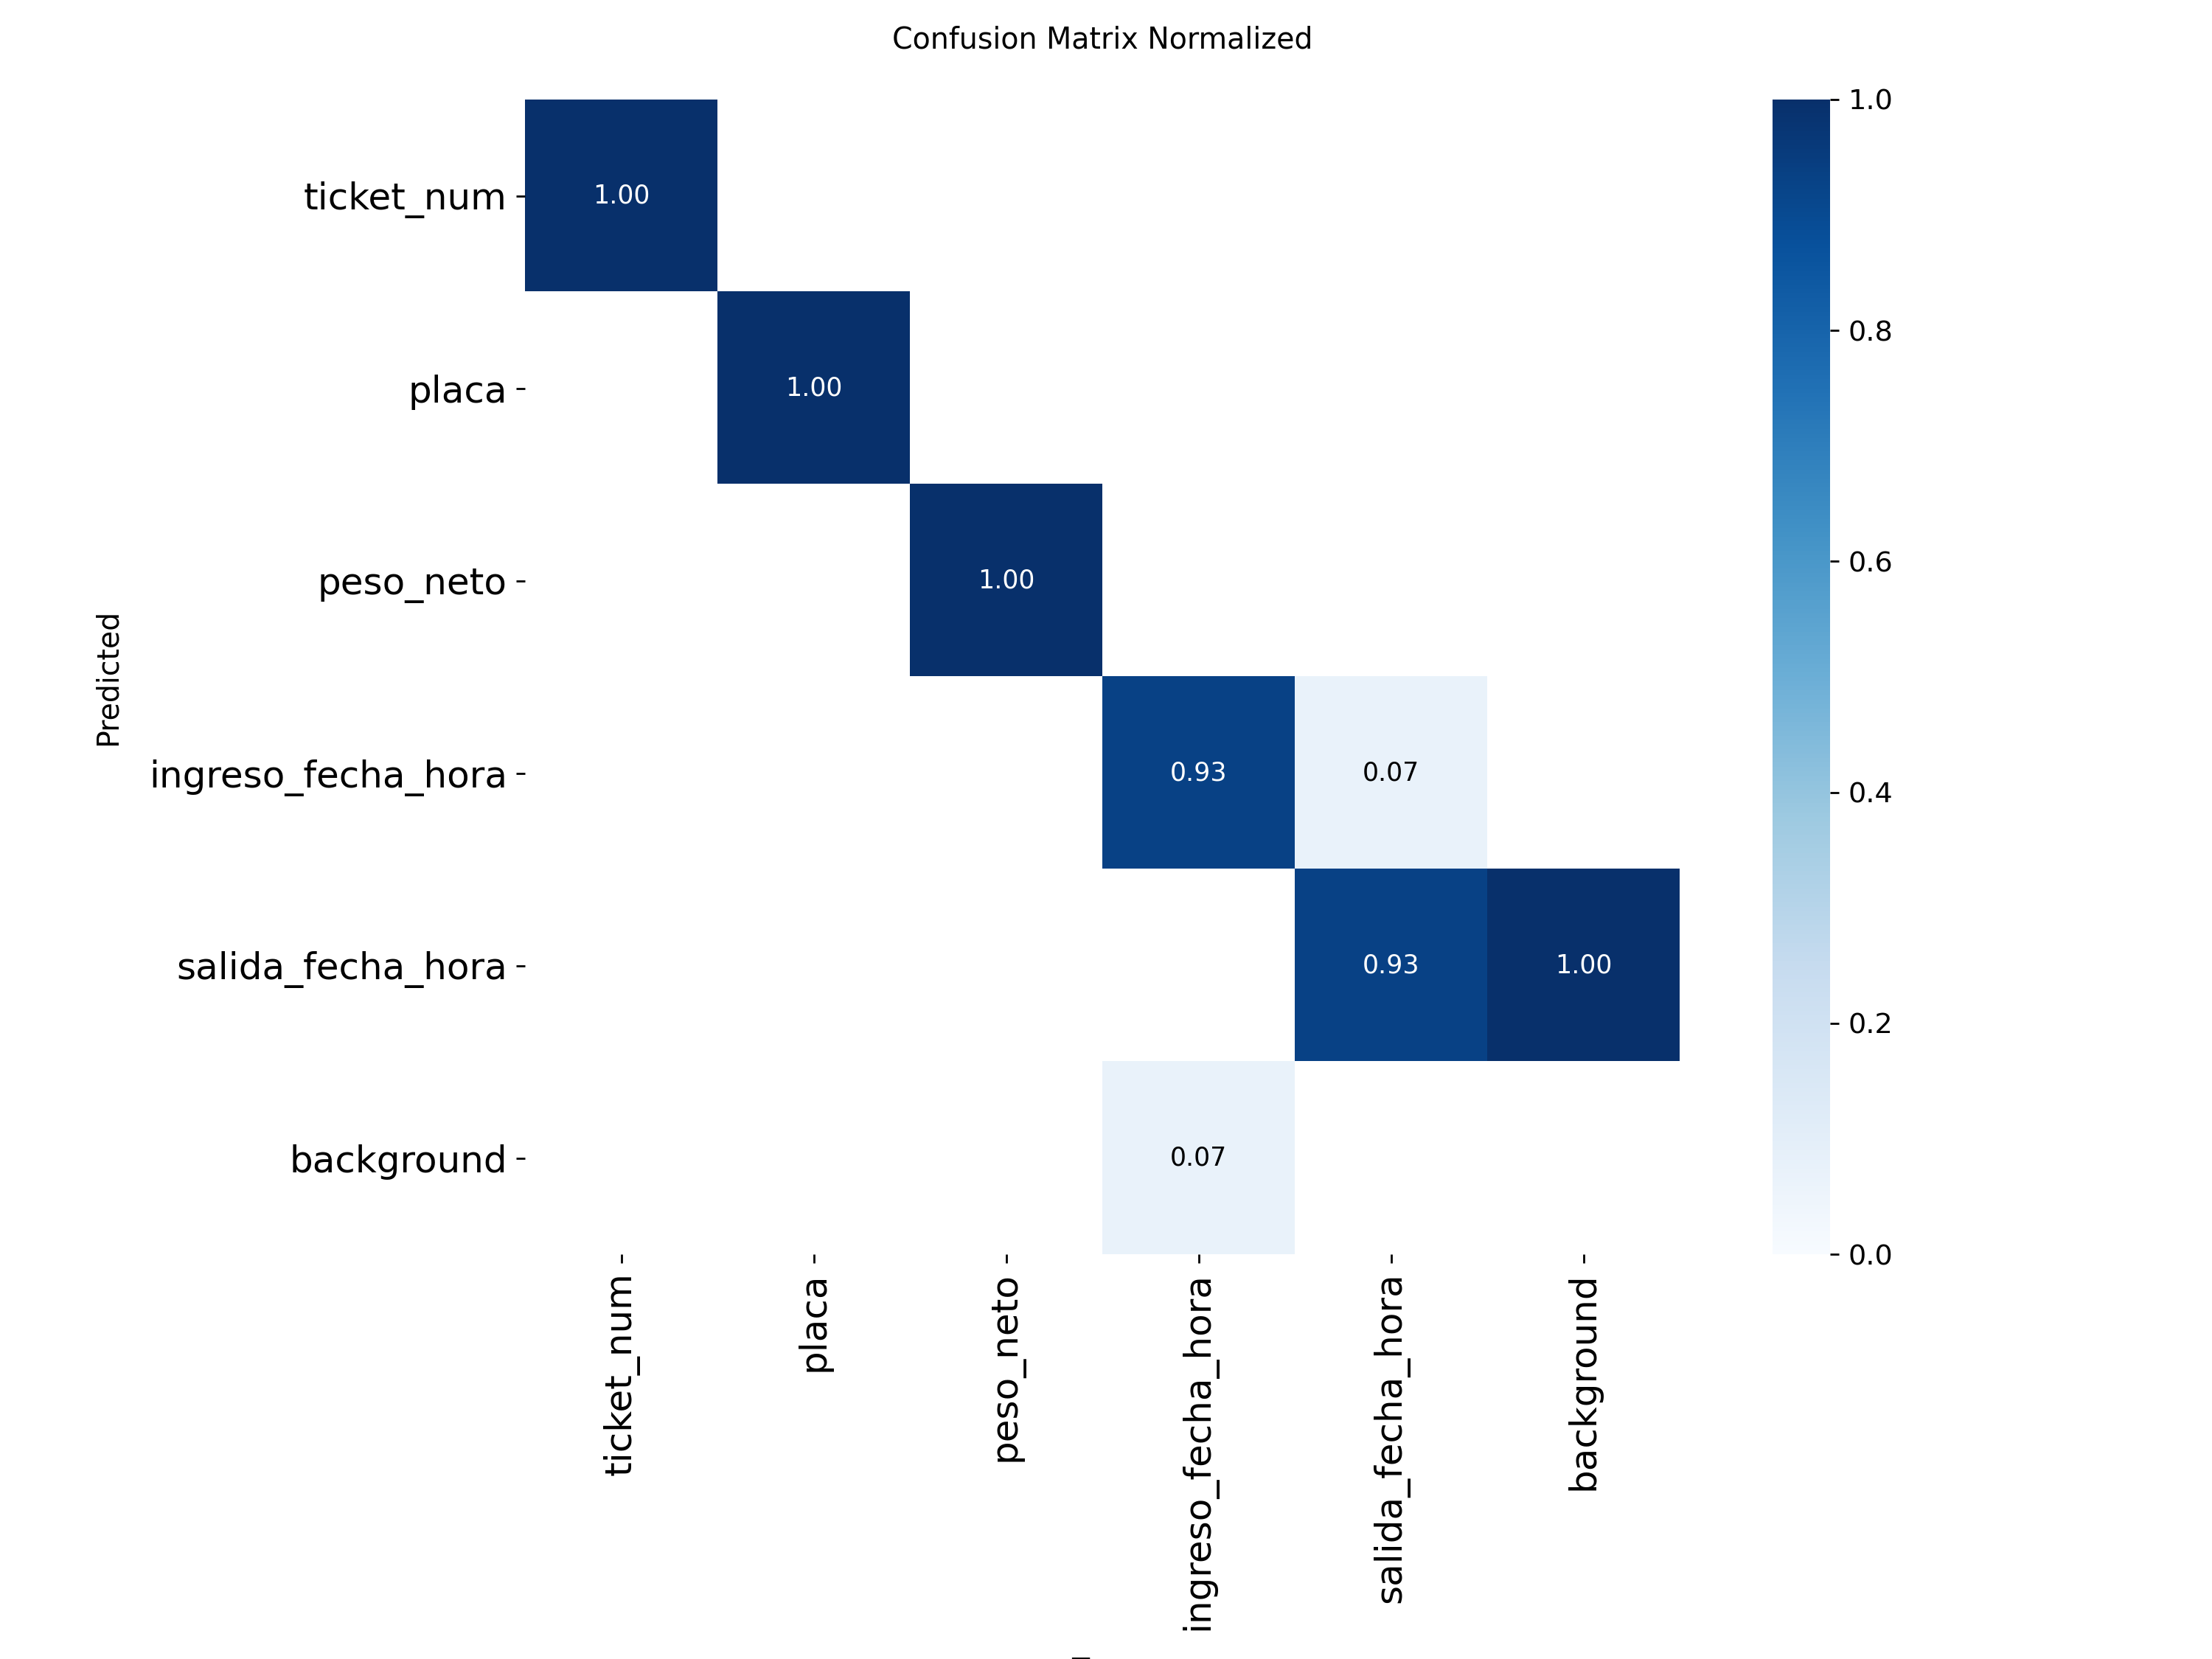 Confusion Matrix Normalized
ticket_num
1.00
1.0
placa
1.00
0.8
peso_neto
1.00
0.6
Predicted
ingreso_fecha_hora
0.93
0.07
0.4
salida_fecha_hora
0.93
1.00
0.2
background
0.07
0.0
ticket_num
placa
peso_neto
ingreso_fecha_hora
salida_fecha_hora
background